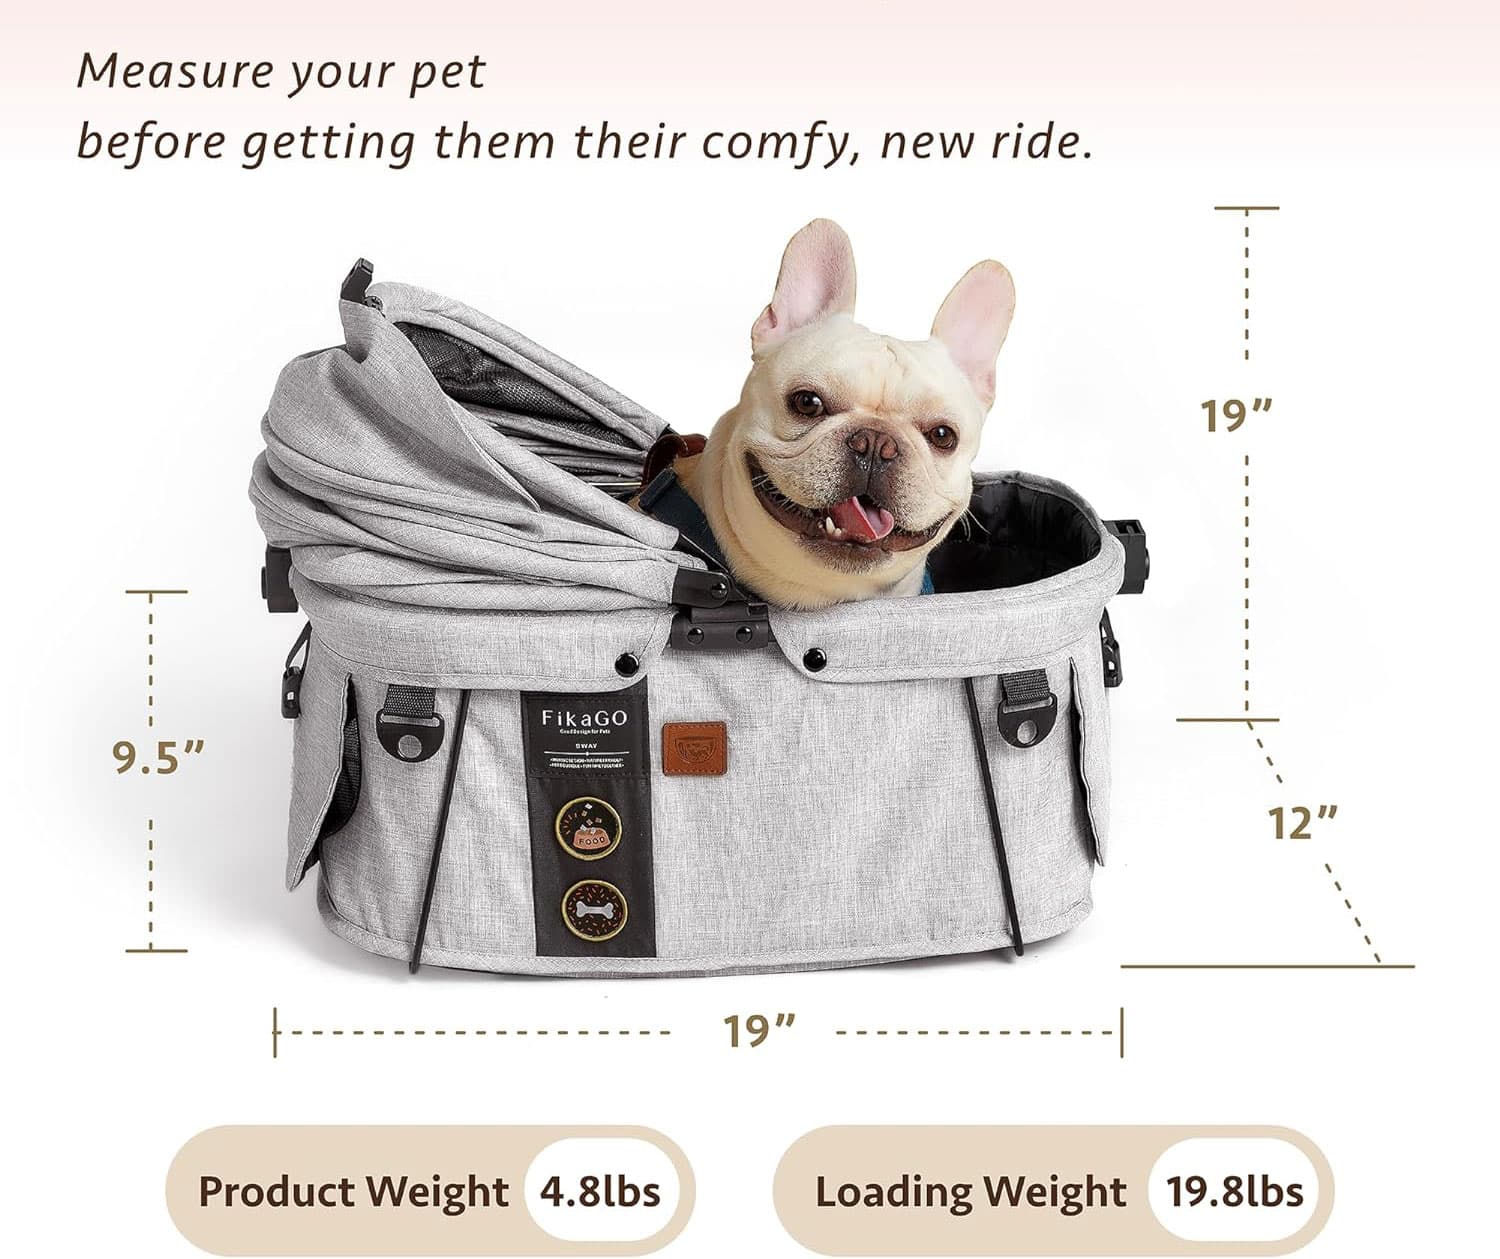 Measure your pet
before getting them their comfy, new ride.
19”
9.5”
FikaGO
Good Design for Pets
SWAV
FOOD
12”
19”
Product Weight 4.8lbs
Loading Weight 19.8lbs